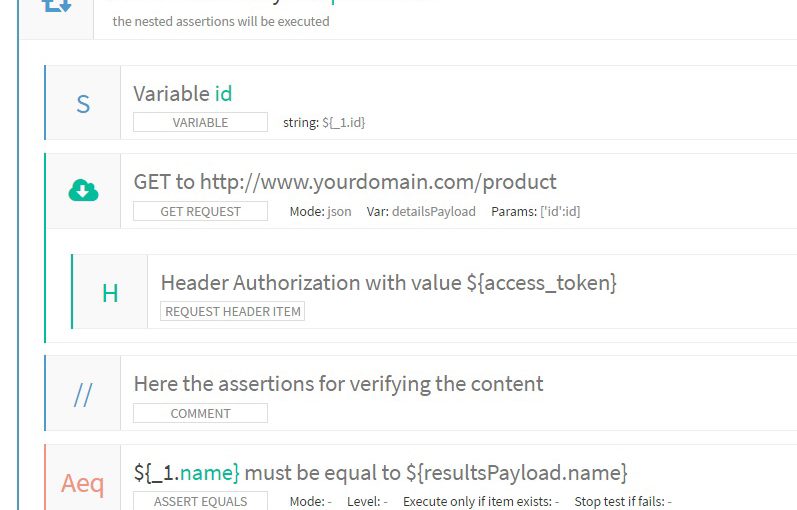 the nested assertions will be executed
S
Variable id
VARIABLE string: ${_1.id}
GET to http://www.yourdomain.com/product
GET REQUEST Mode: json Var: detailsPayload Params: ['id':id]
H
Header Authorization with value ${access_token}
REQUEST HEADER ITEM
//
Here the assertions for verifying the content
COMMENT
Aeq
${_1.name} must be equal to ${resultsPayload.name}
ASSERT EQUALS Mode: - Level: - Execute only if item exists: - Stop test if fails: -